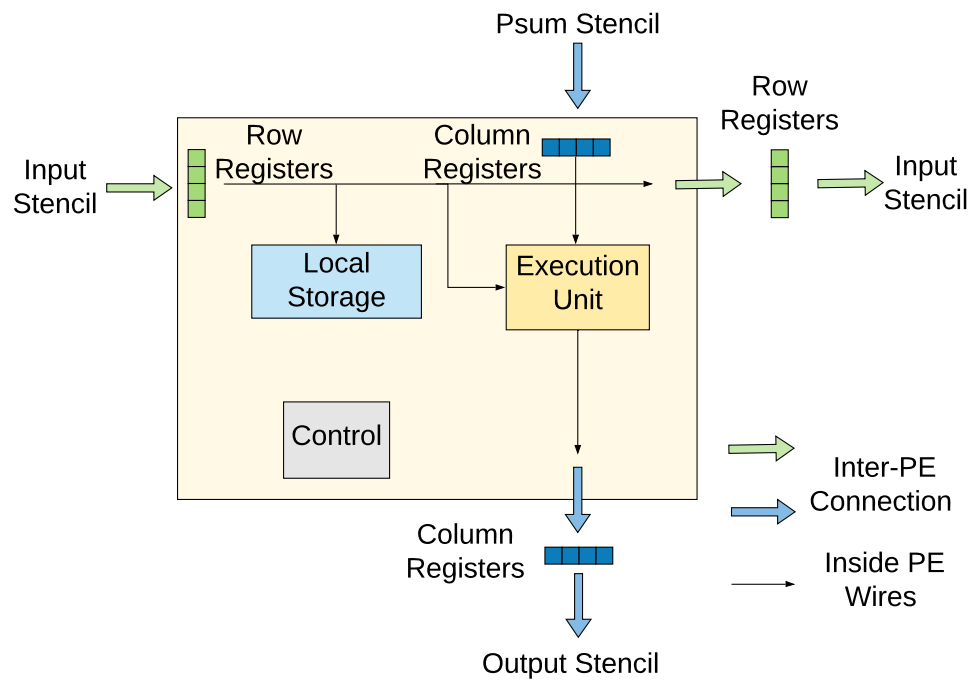 Psum Stencil
Row
Registers
Input
Stencil
Row
Registers
Column
Registers
Input
Stencil
Local
Storage
Execution
Unit
Control
Inter-PE
Connection
Column
Registers
Inside PE
Wires
Output Stencil